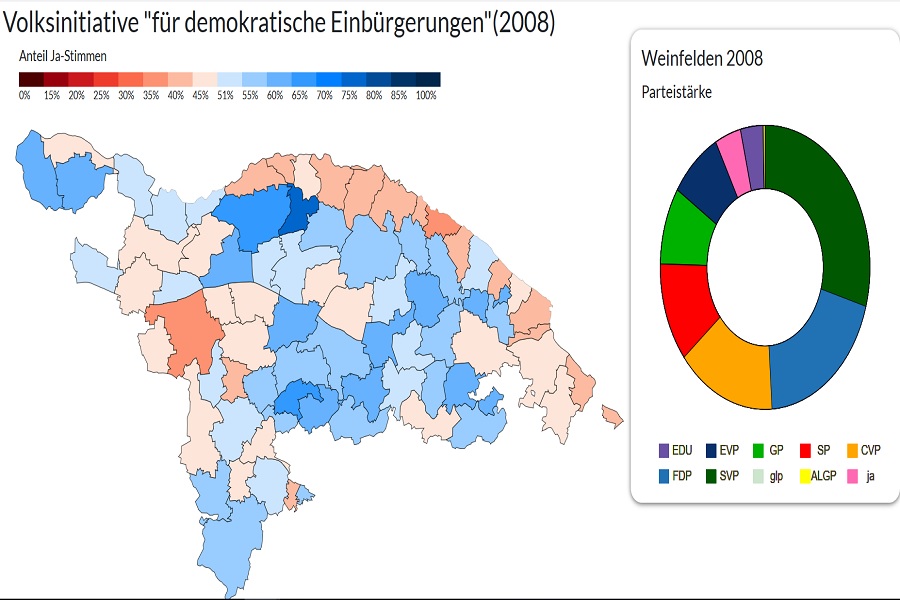 Volksinitiative "für demokratische Einbürgerungen"(2008)
Anteil Ja-Stimmen
0% 15% 20% 25% 30% 35% 40% 45% 51% 55% 60% 65% 70% 75% 80% 85% 100%
Weinfelden 2008
Parteistärke
EDU EVP GP SP CVP
FDP SVP glp ALGP ja